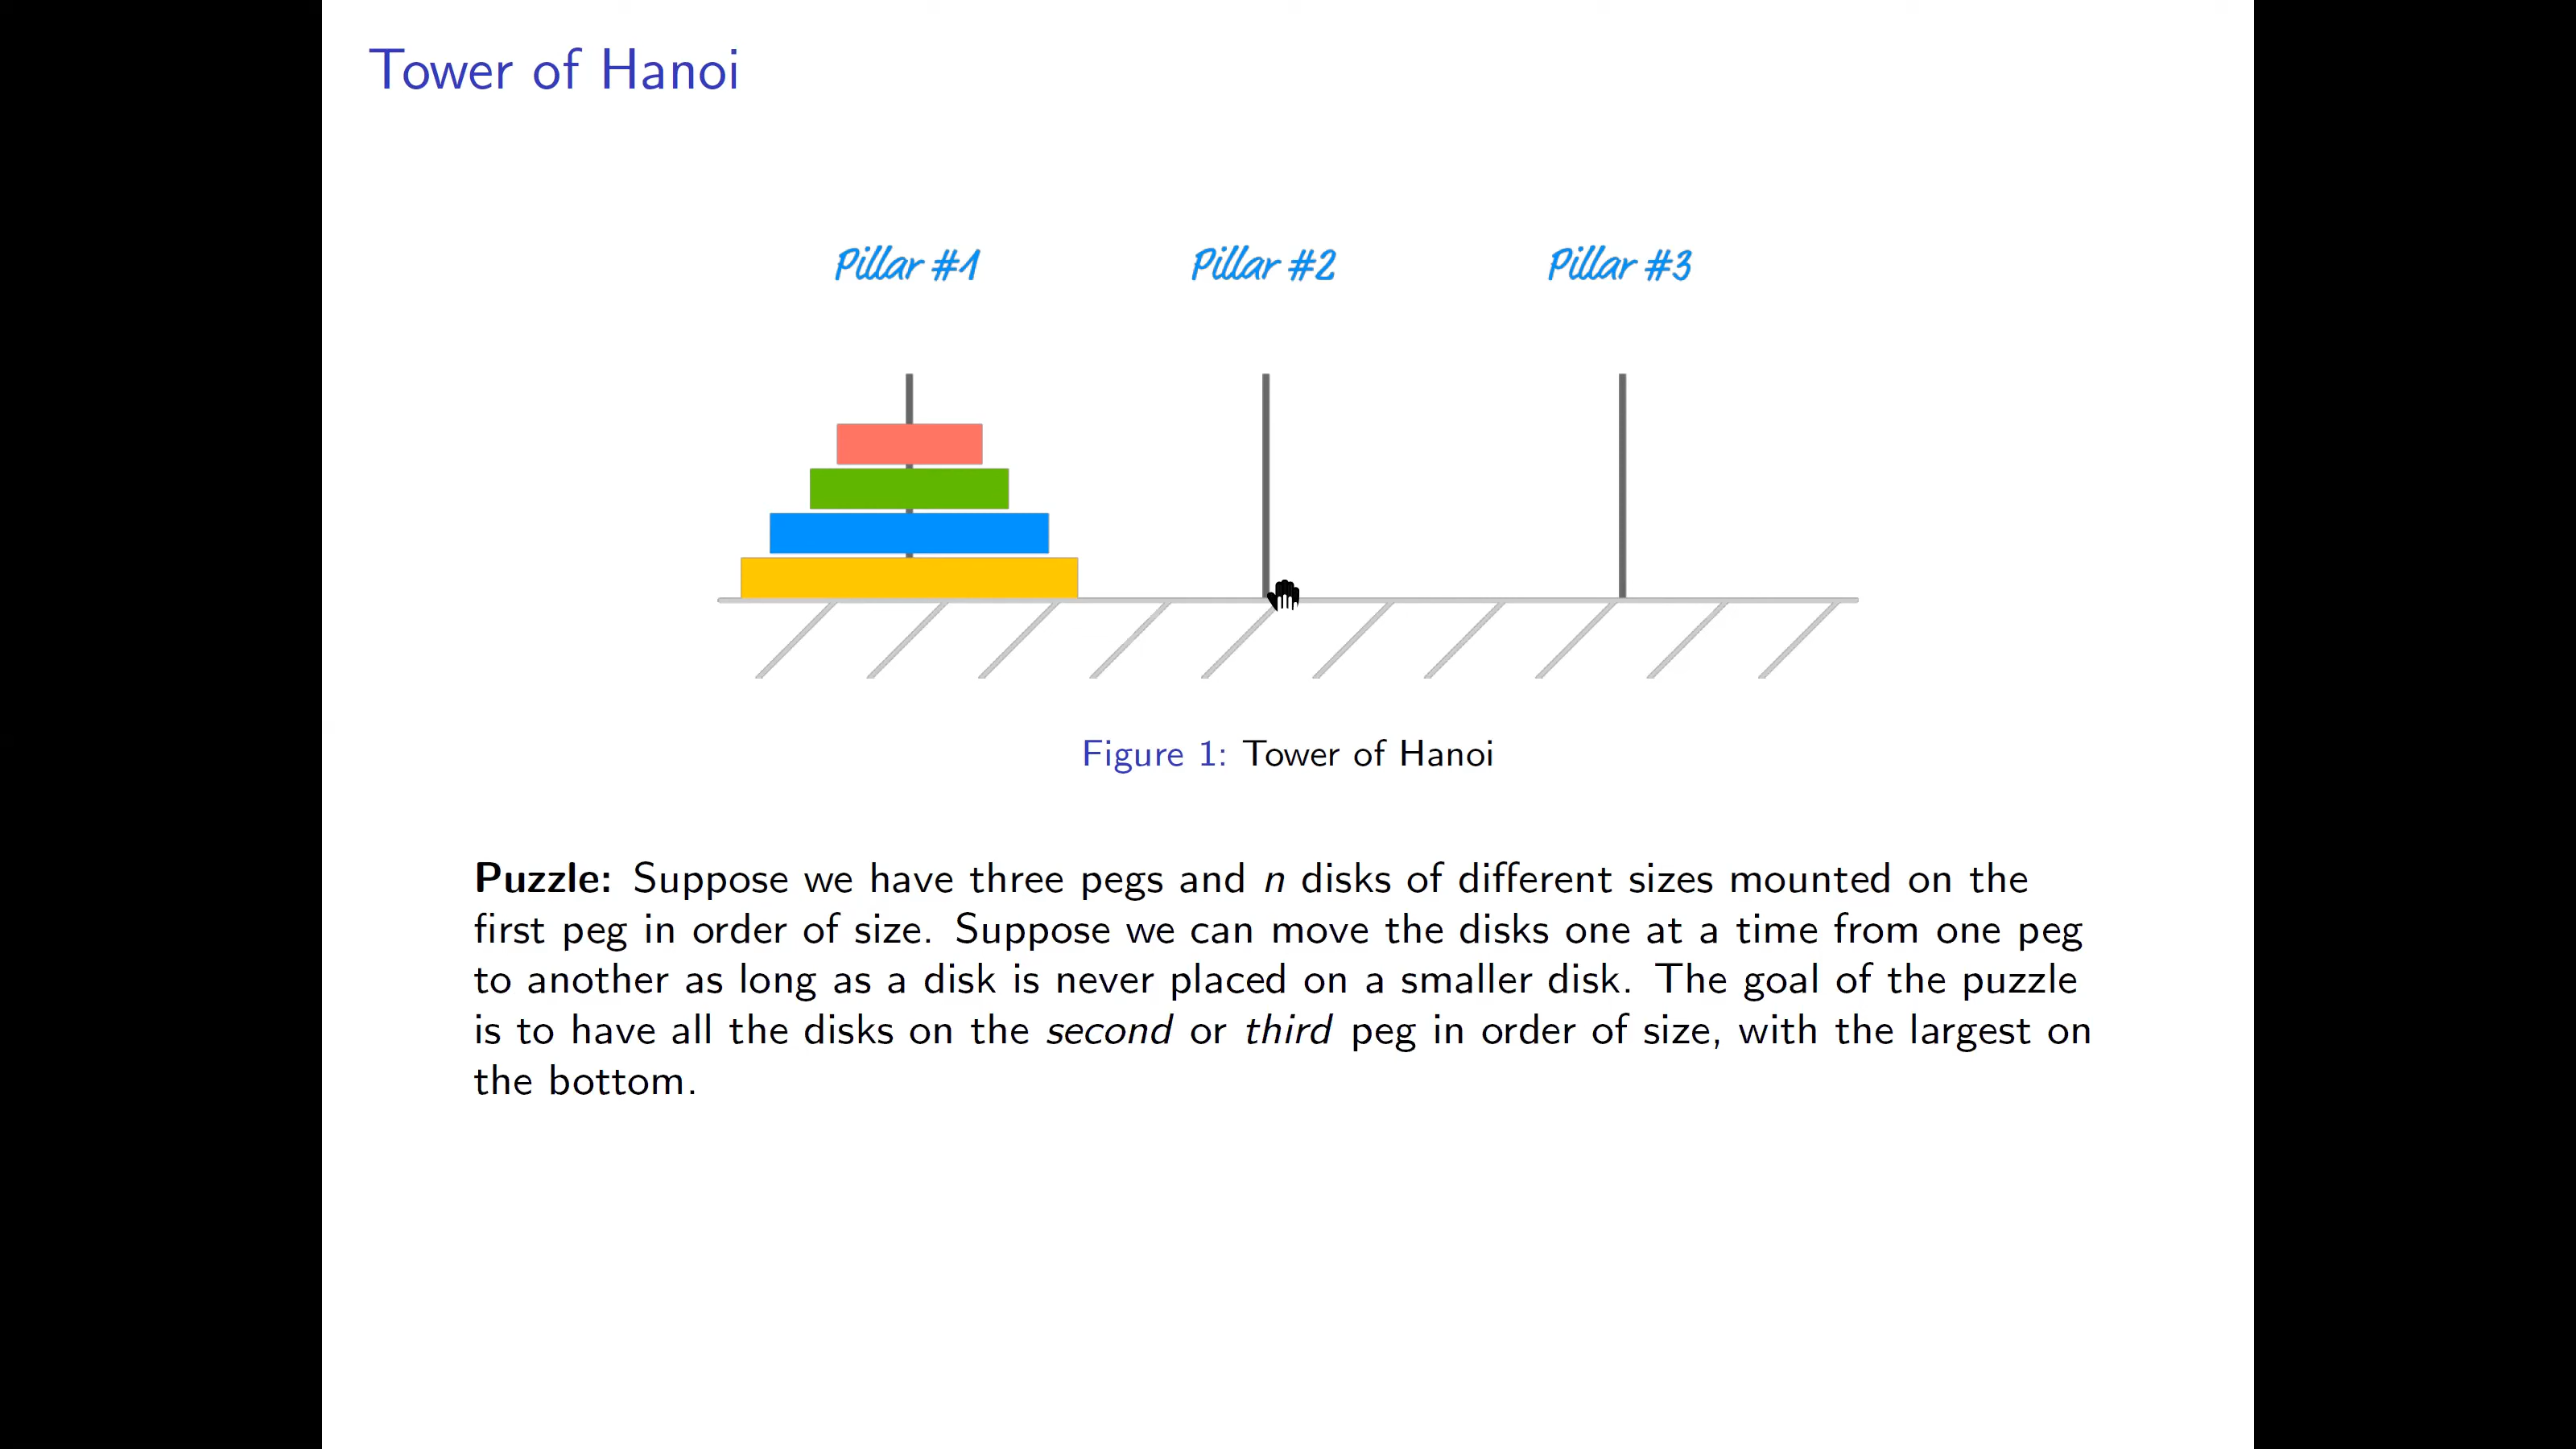 Tower of Hanoi
Pillar #1 Pillar #2 Pillar #3
Figure 1: Tower of Hanoi
Puzzle: Suppose we have three pegs and n disks of different sizes mounted on the
first peg in order of size. Suppose we can move the disks one at a time from one peg
to another as long as a disk is never placed on a smaller disk. The goal of the puzzle
is to have all the disks on the second or third peg in order of size, with the largest on
the bottom.